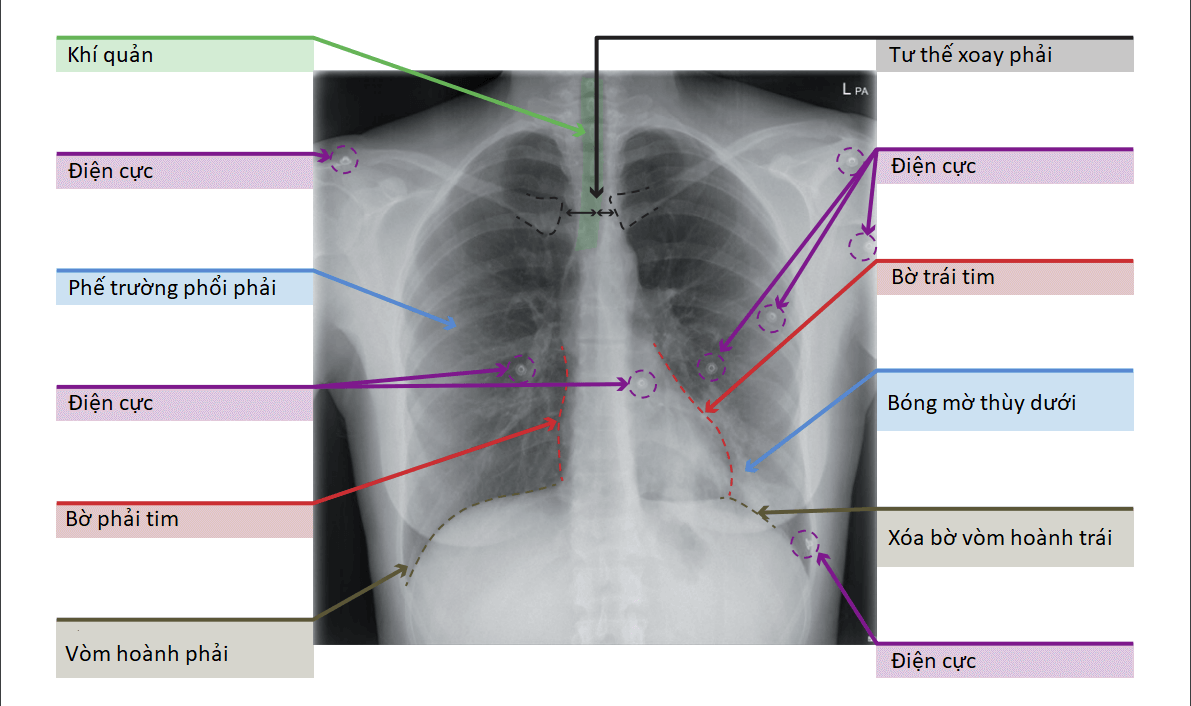 Khí quản
Tư thế xoay phải
L PA
Điện cực
Điện cực
Phế trường phổi phải
Bờ trái tim
Điện cực
Bóng mờ thùy dưới
Bờ phải tim
Xóa bờ vòm hoành trái
Vòm hoành phải
Điện cực